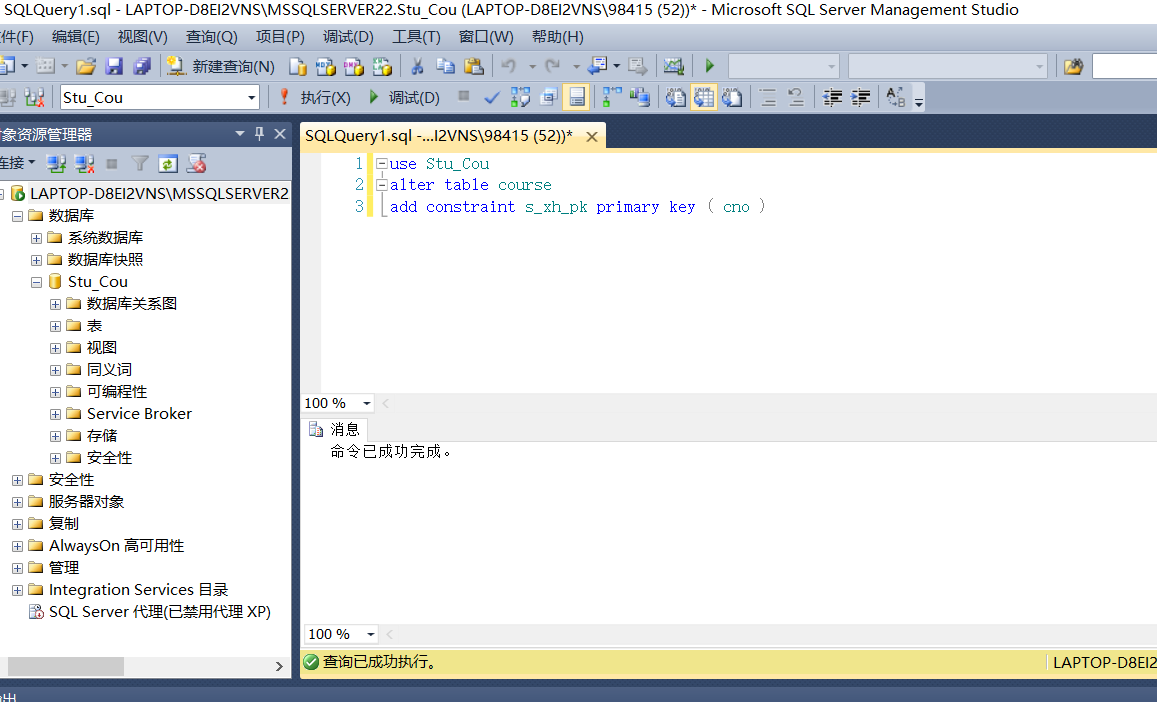 SQLQuery1.sql - LAPTOP-D8EI2VNS\MSSQLSERVER22.Stu_Cou (LAPTOP-D8EI2VNS\98415 (52))* - Microsoft SQL Server Management Studio
件(F) 编辑(E) 视图(V) 查询(Q) 项目(P) 调试(D) 工具(T) 窗口(W) 帮助(H)
新建查询(N)
Stu_Cou 执行(X) 调试(D)
对象资源管理器
连接
LAPTOP-D8EI2VNS\MSSQLSERVER2
数据库
系统数据库
数据库快照
Stu_Cou
数据库关系图
表
视图
同义词
可编程性
Service Broker
存储
安全性
安全性
服务器对象
复制
AlwaysOn 高可用性
管理
Integration Services 目录
SQL Server 代理(已禁用代理 XP)
SQLQuery1.sql -...I2VNS\98415 (52))*
1 use Stu_Cou
2 alter table course
3 add constraint s_xh_pk primary key ( cno )
100 %
消息
命令已成功完成。
100 %
查询已成功执行。 LAPTOP-D8EI2